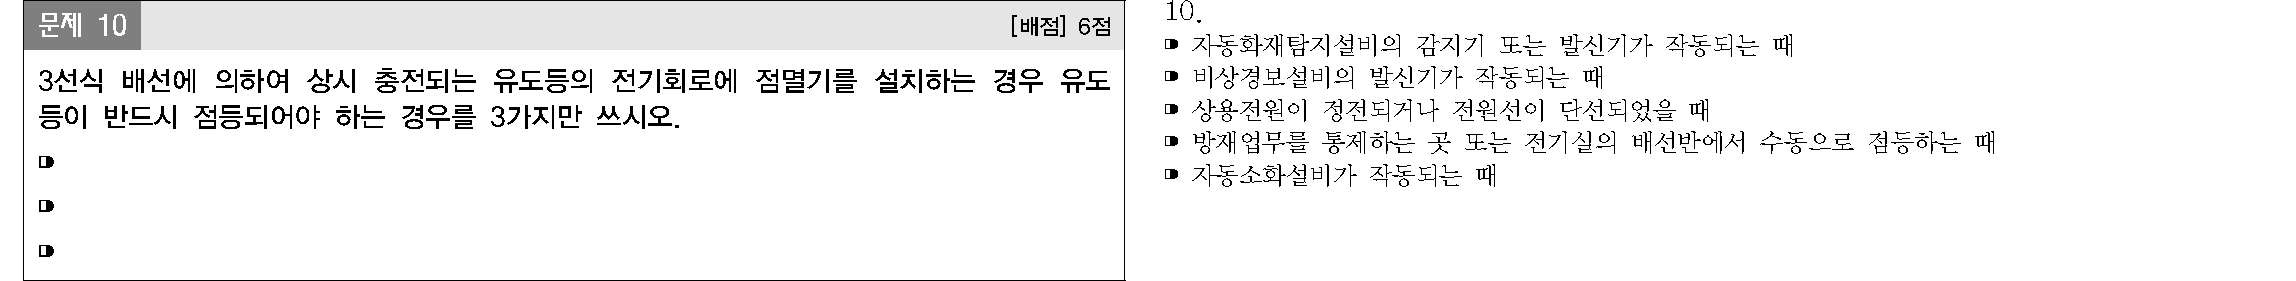 문제 10
[배점] 6점
3선식 배선에 의하여 상시 충전되는 유도등의 전기회로에 점멸기를 설치하는 경우 유도
등이 반드시 점등되어야 하는 경우를 3가지만 쓰시오.
10.
자동화재탐지설비의 감지기 또는 발신기가 작동되는 때
비상경보설비의 발신기가 작동되는 때
상용전원이 정전되거나 전원선이 단선되었을 때
방재업무를 통제하는 곳 또는 전기실의 배선반에서 수동으로 점등하는 때
자동소화설비가 작동되는 때